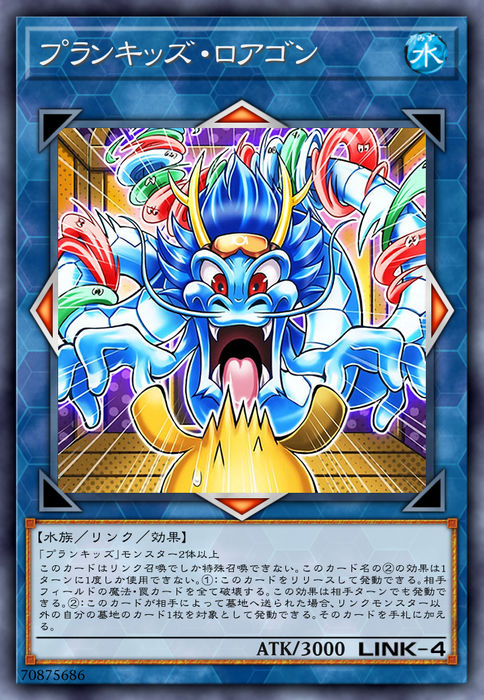 プランキッズ・ロアゴン
みず
水
【水族/リンク/効果】
「プランキッズ」モンスター2体以上
このカードはリンク召喚でしか特殊召喚できない。このカード名の②の効果は1
ターンに1度しか使用できない。①:このカードをリリースして発動できる。相手
フィールドの魔法・罠カードを全て破壊する。この効果は相手ターンでも発動で
きる。②:このカードが相手によって墓地へ送られた場合、リンクモンスター以
外の自分の墓地のカード1枚を対象として発動できる。そのカードを手札に加え
る。
ATK/3000 LINK-4
70875686